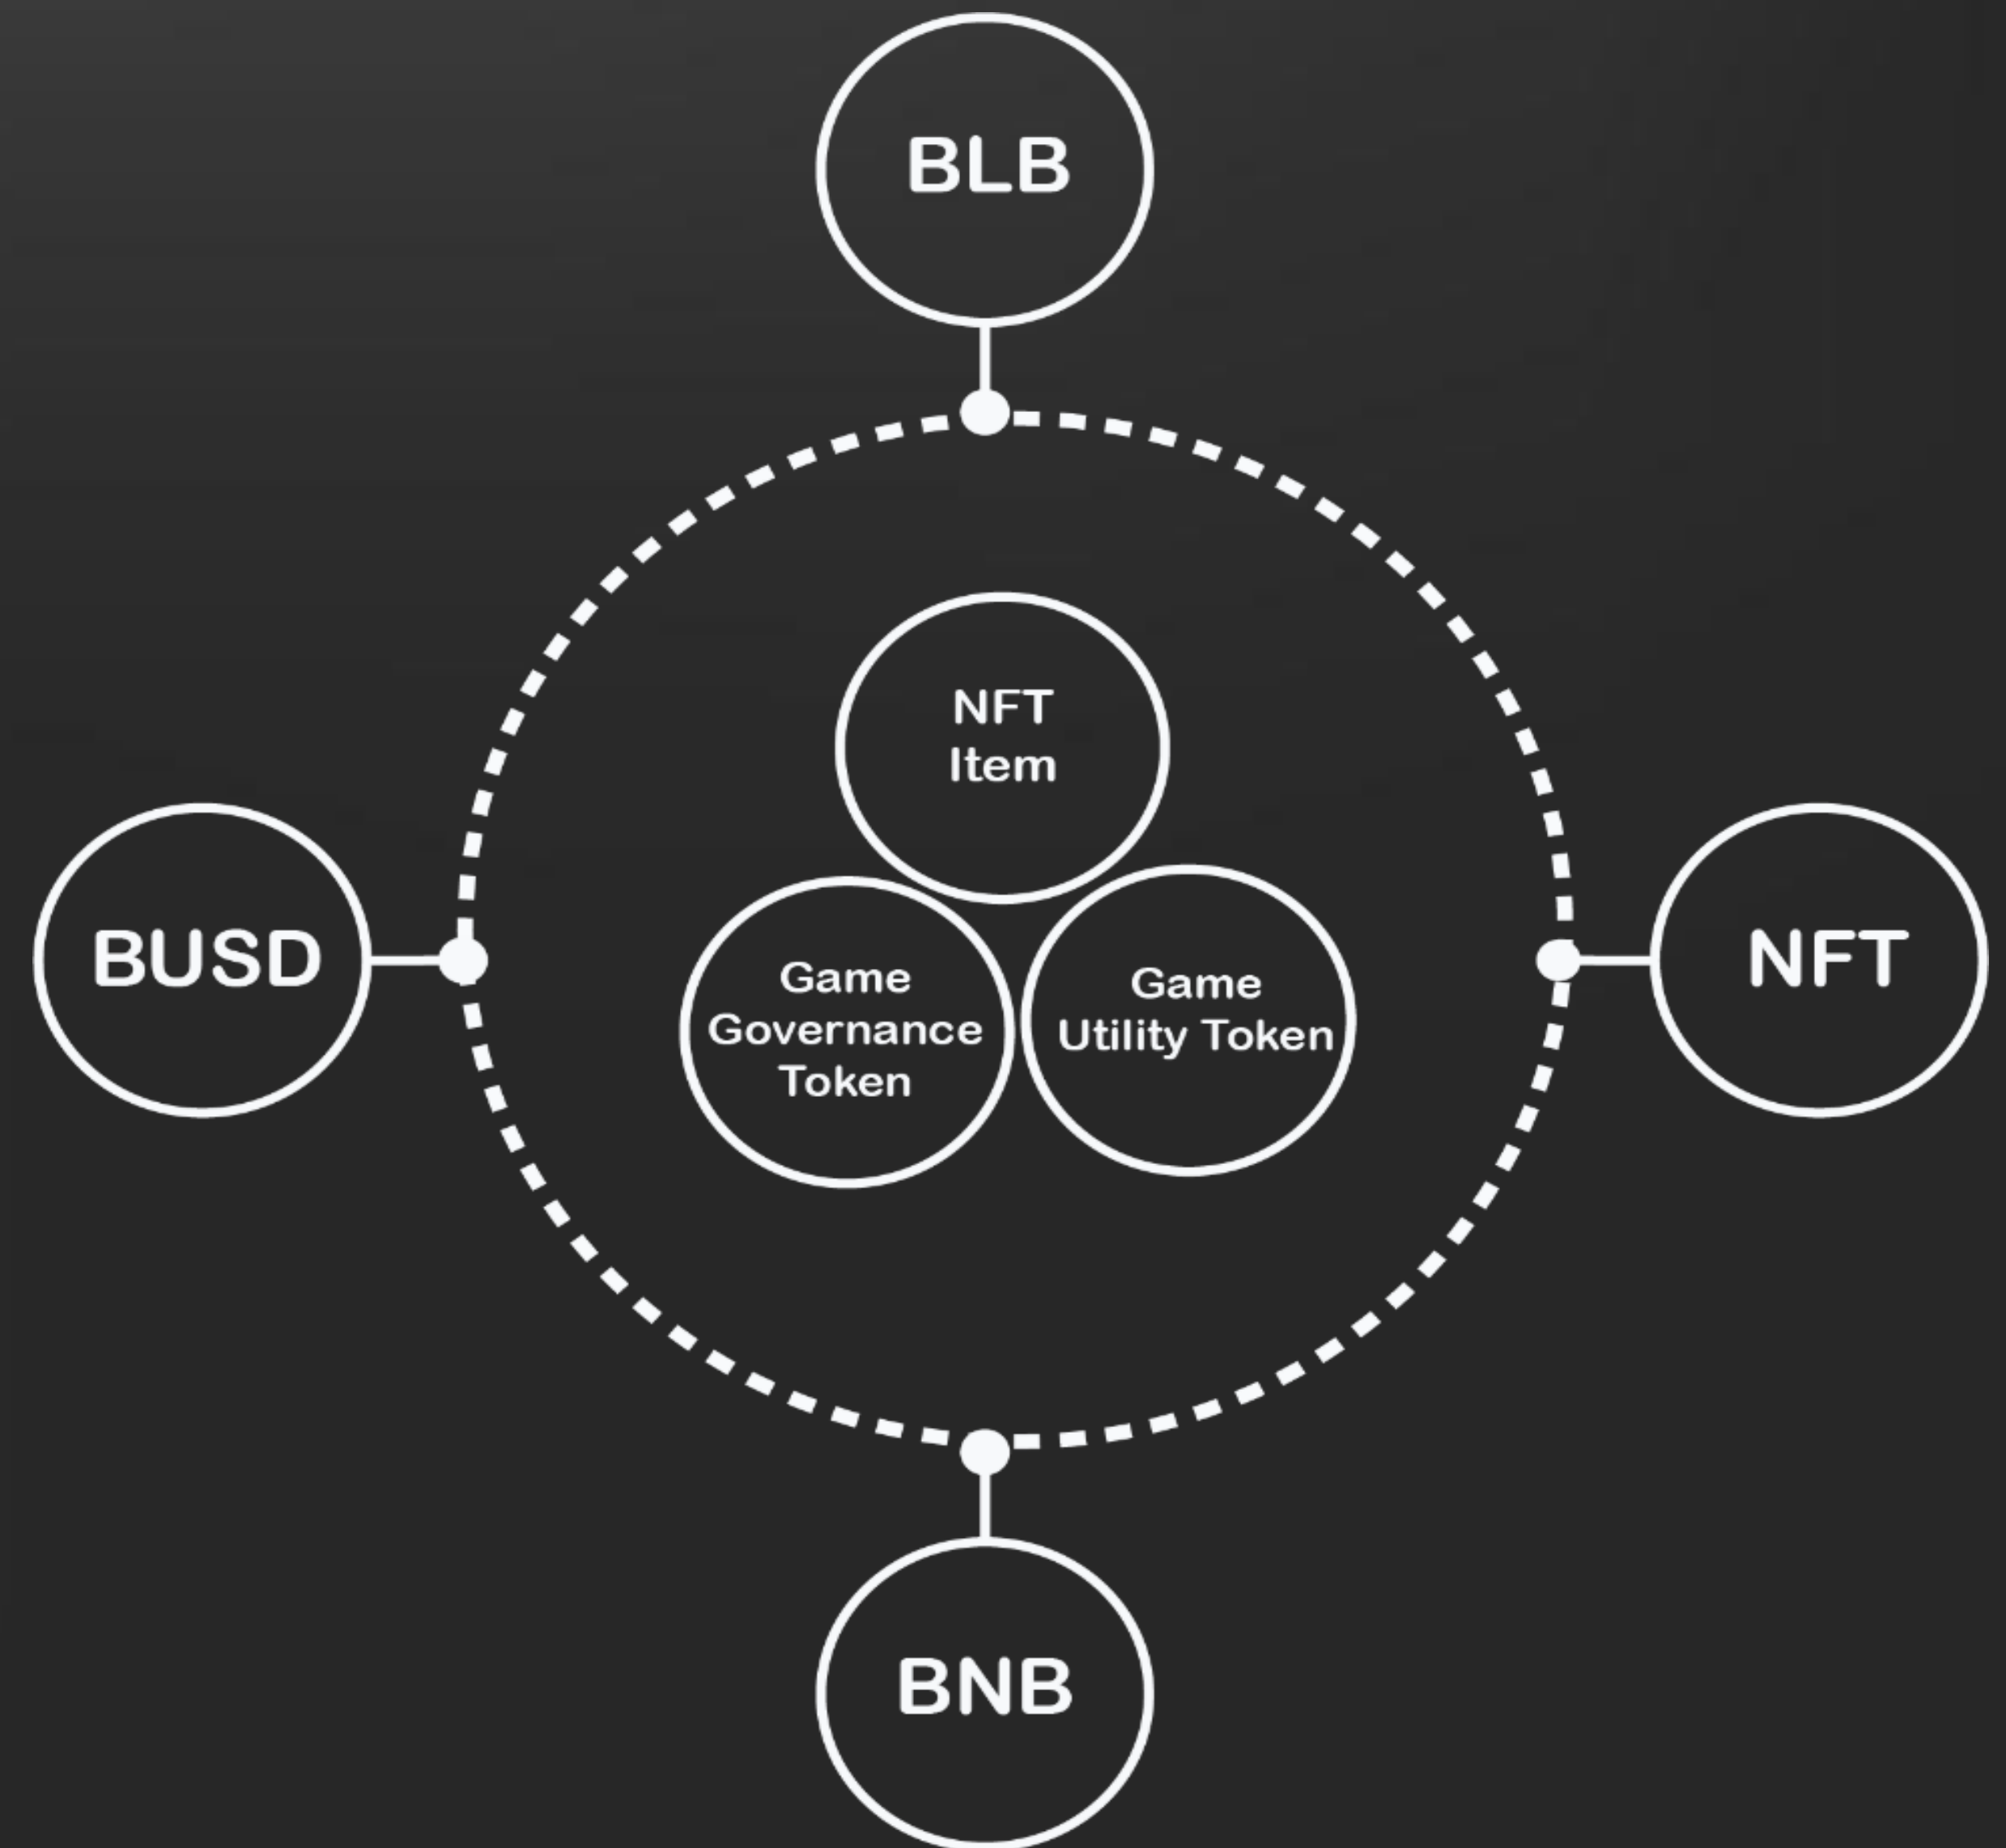 BLB
NFT
Item
BUSD
Game
Governance
Token
Game
Utility Token
NFT
BNB